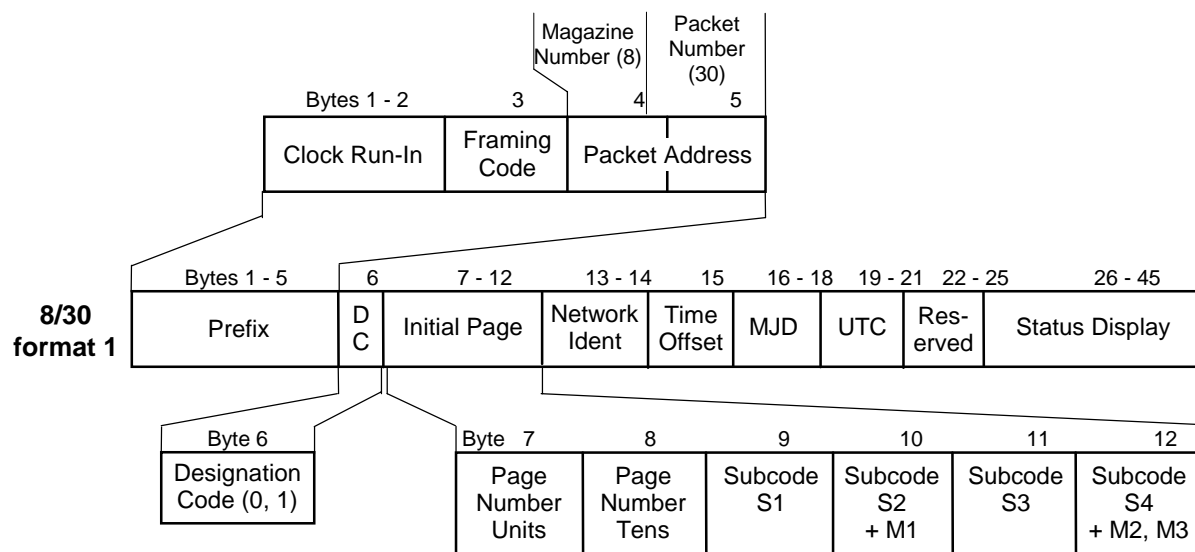 Magazine
Number (8)
Packet
Number
(30)
Bytes 1 - 2 3 4 5
Clock Run-In
Framing
Code
Packet Address
Bytes 1 - 5 6 7 - 12 13 - 14 15 16 - 18 19 - 21 22 - 25 26 - 45
8/30
format 1
Prefix
D
C
Initial Page
Network
Ident
Time
Offset
MJD
UTC
Res-
erved
Status Display
Byte 6
Designation
Code (0, 1)
Byte 7 8 9 10 11 12
Page
Number
Units
Page
Number
Tens
Subcode
S1
Subcode
S2
+ M1
Subcode
S3
Subcode
S4
+ M2, M3